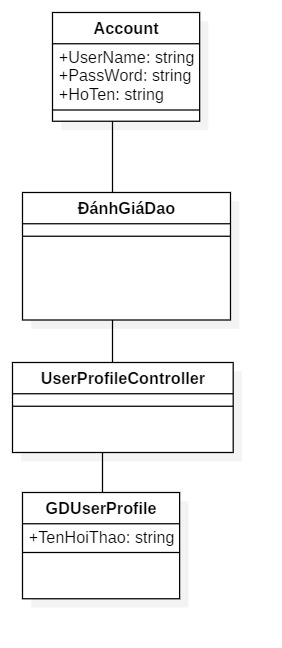 Account
+UserName: string
+PassWord: string
+HoTen: string
ĐánhGiáDao
UserProfileController
GDUserProfile
+TenHoiThao: string